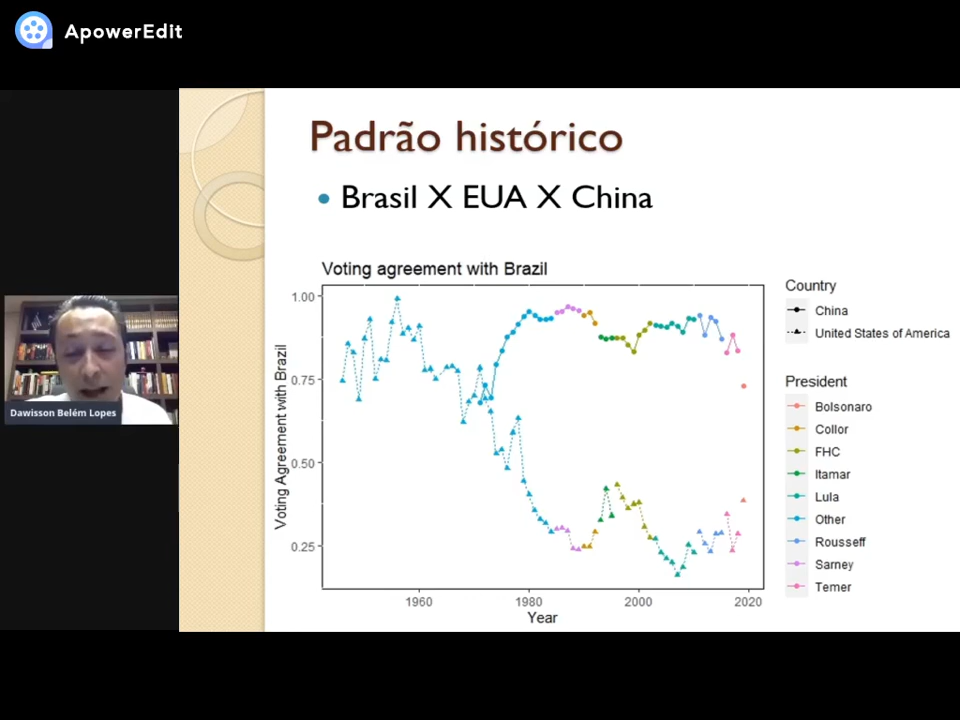 ApowerEdit
Padrão histórico
• Brasil X EUA X China
Voting agreement with Brazil
1.00
0.75
0.50
0.25
Voting Agreement with Brazil
1960
1980
2000
2020
Year
Country
China
United States of America
President
Bolsonaro
Collor
FHC
Itamar
Lula
Other
Rousseff
Sarney
Temer
Dawisson Belém Lopes